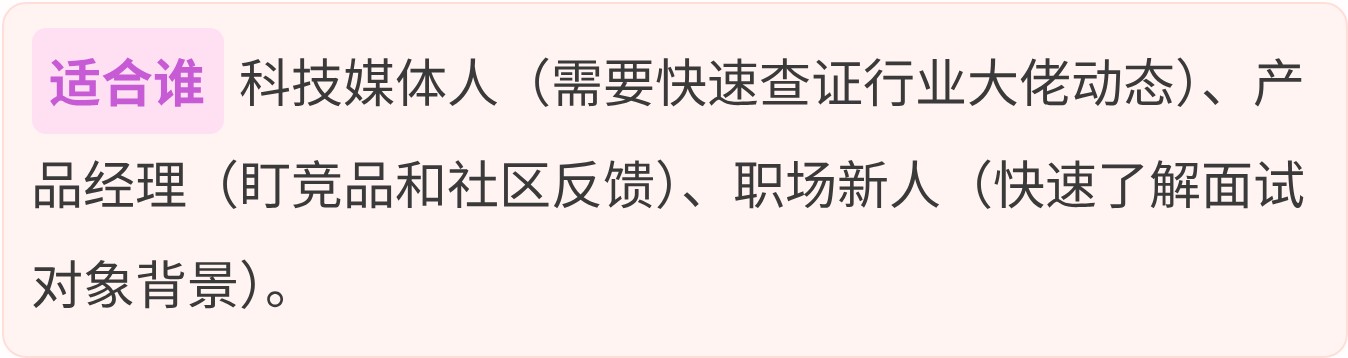 适合谁 科技媒体人（需要快速查证行业大佬动态）、产
品经理（盯竞品和社区反馈）、职场新人（快速了解面试
对象背景）。